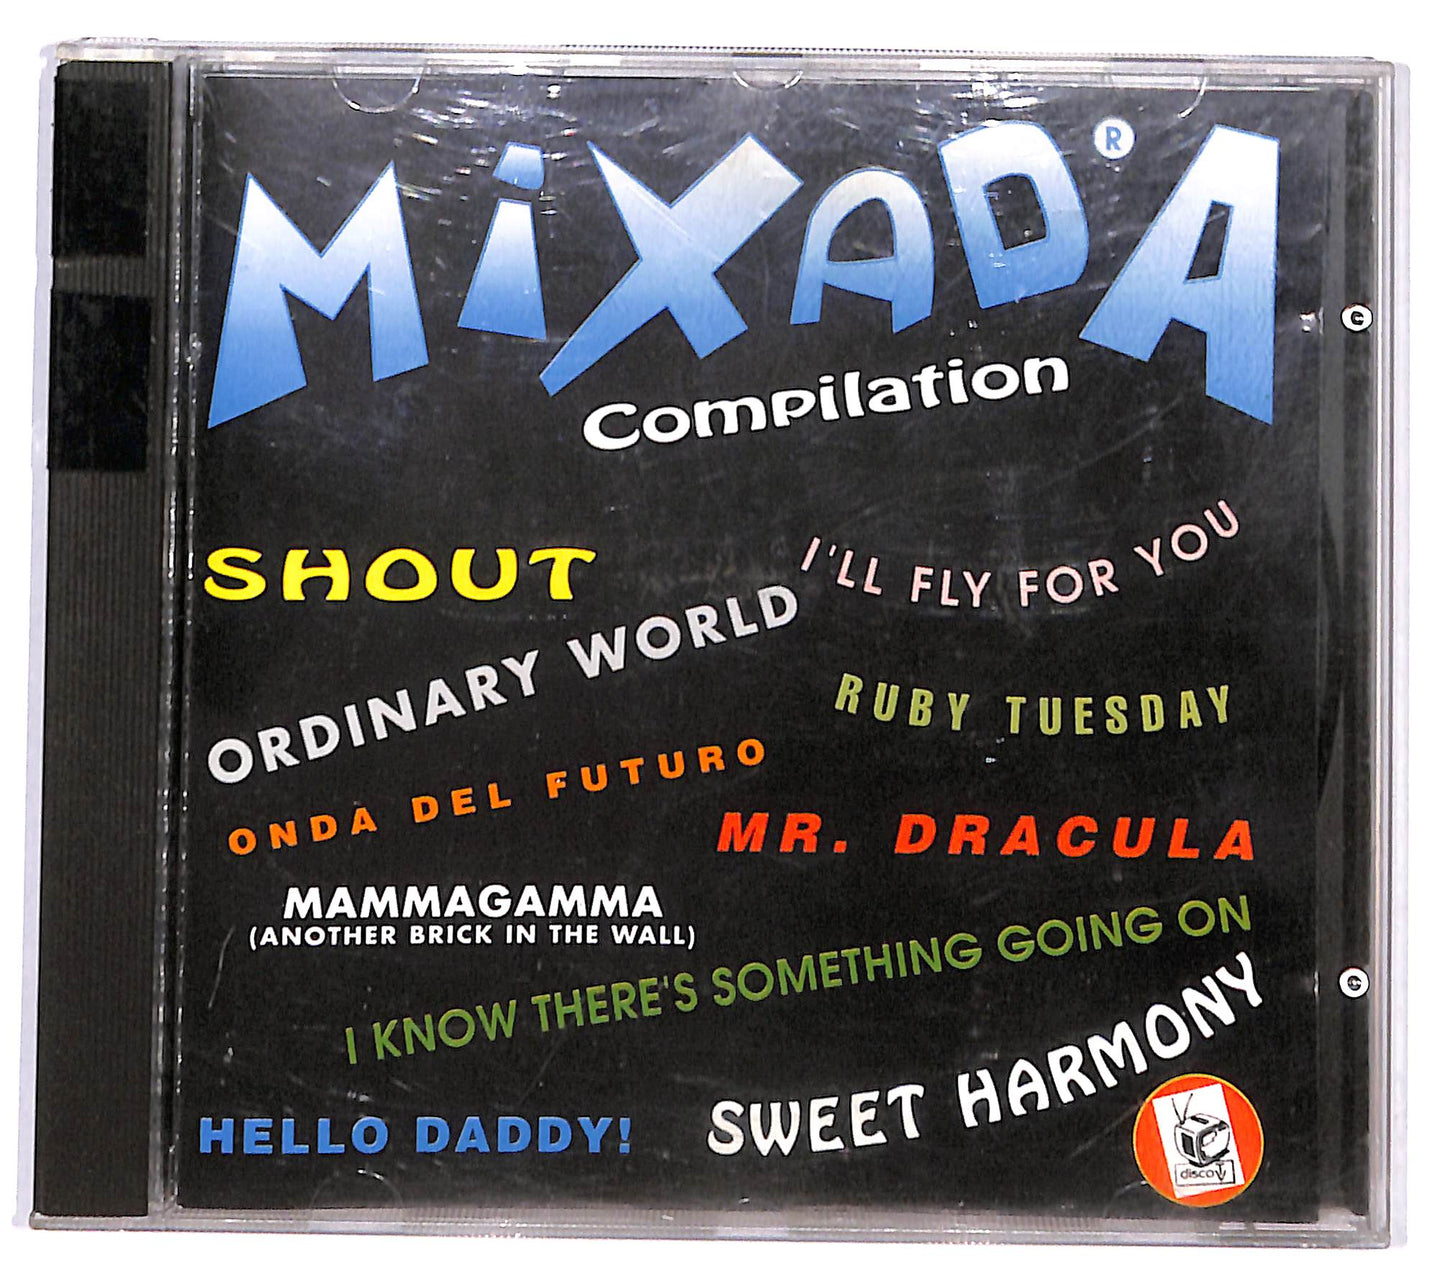 MiXADA®
Compilation
SHOUT
I'LL FLY FOR YOU
ORDINARY WORLD
RUBY TUESDAY
ONDA DEL FUTURO
MR. DRACULA
MAMMAGAMMA
(ANOTHER BRICK IN THE WALL)
I KNOW THERE'S SOMETHING GOING ON
SWEET HARMONY
HELLO DADDY!
discoTV